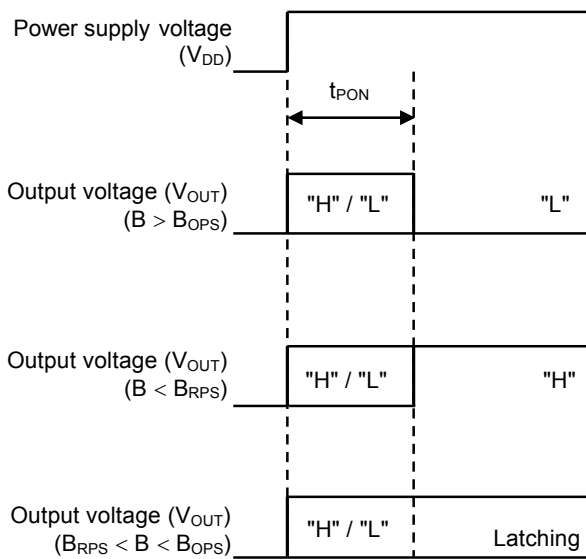 Power supply voltage
(VDD)
tPON
Output voltage (VOUT)
(B > BOPS)
"H" / "L"
"L"
Output voltage (VOUT)
(B < BRPS)
"H" / "L"
"H"
Output voltage (VOUT)
(BRPS < B < BOPS)
"H" / "L"
Latching